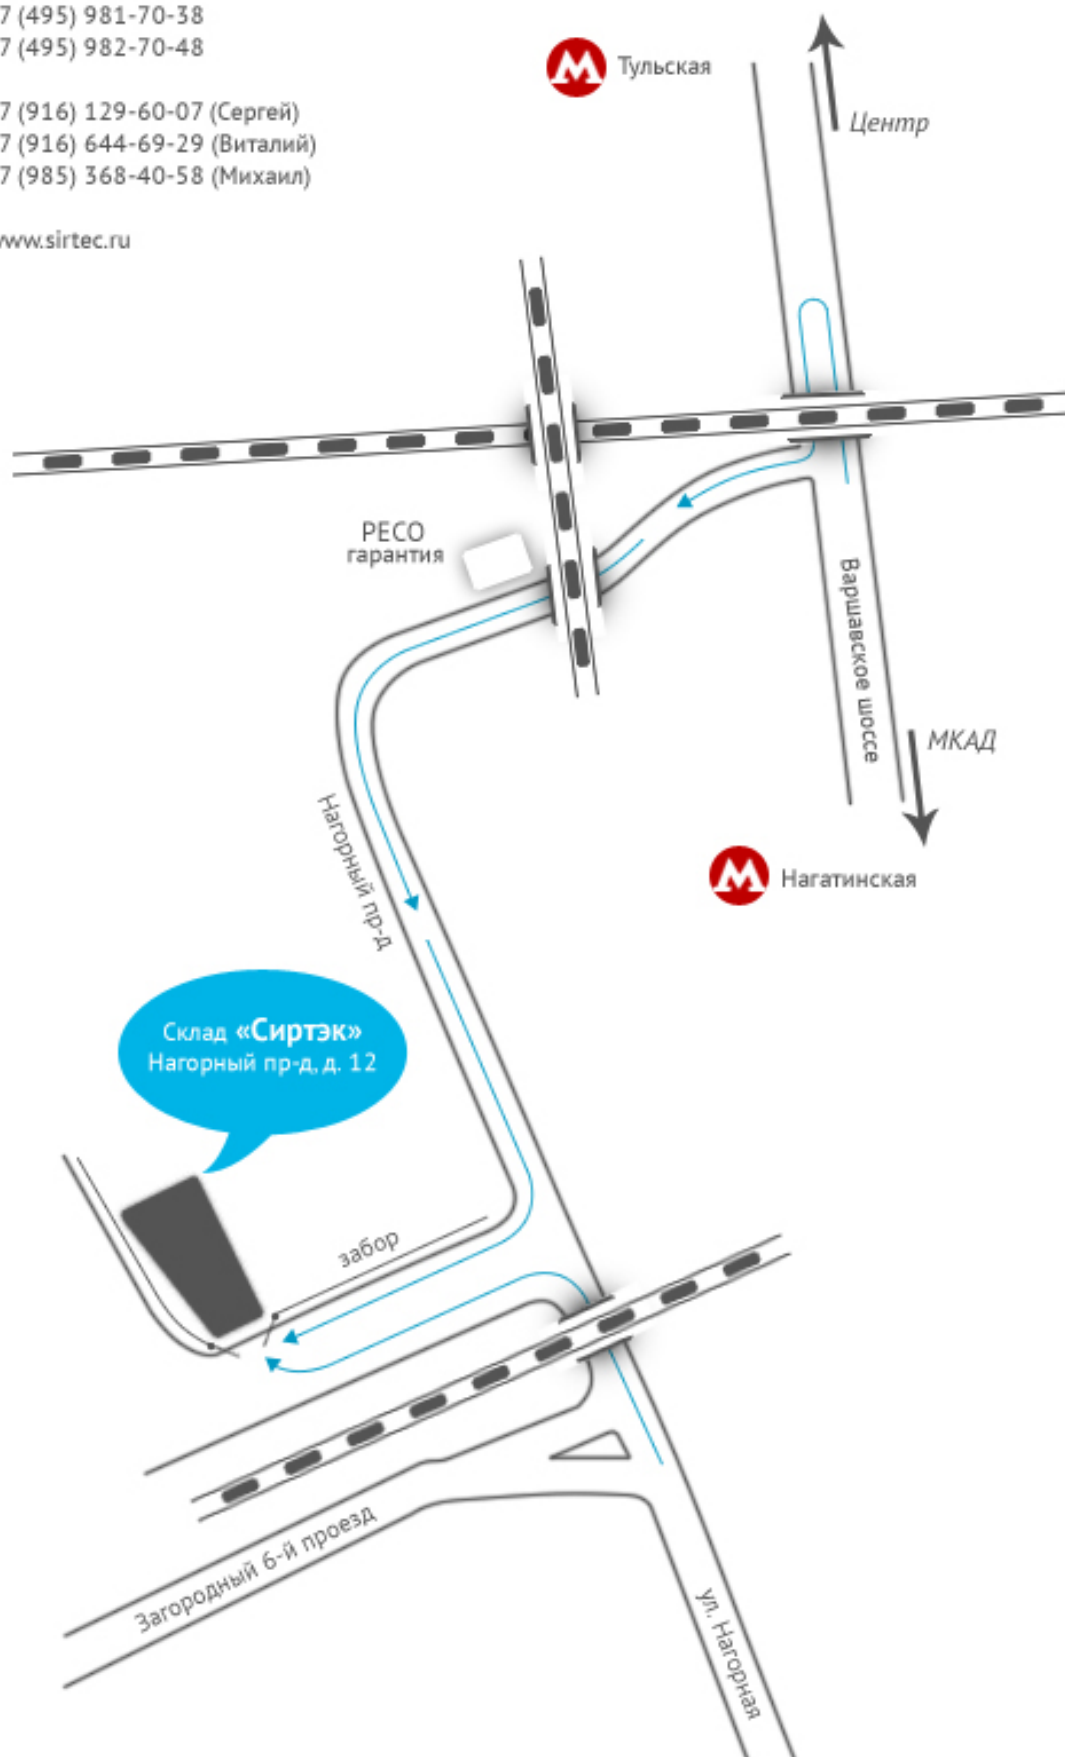 7 (495) 981-70-38
7 (495) 982-70-48
7 (916) 129-60-07 (Сергей)
7 (916) 644-69-29 (Виталий)
7 (985) 368-40-58 (Михаил)
www.sirtec.ru
Тульская
Центр
РЕСО
гарантия
Варшавское шоссе
МКАД
Нагорный пр-д
Нагатинская
Склад «Сиртэк»
Нагорный пр-д, д. 12
забор
Загородный 6-й проезд
ул. Нагорная